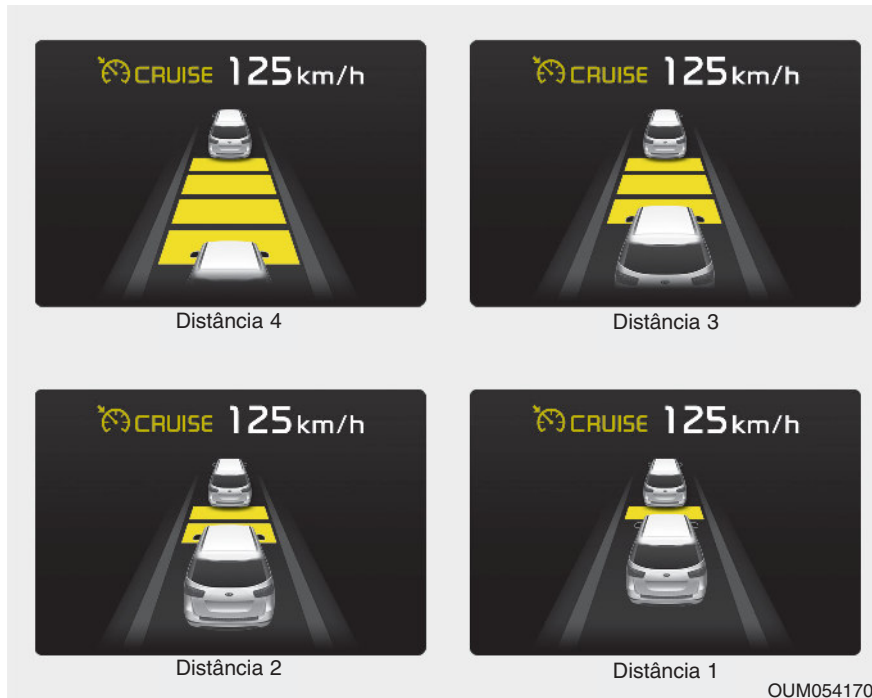 CRUISE 125km/h
CRUISE 125km/h
Distância 4
Distância 3
CRUISE 125km/h
CRUISE 125km/h
Distância 2
Distância 1
OUM054170